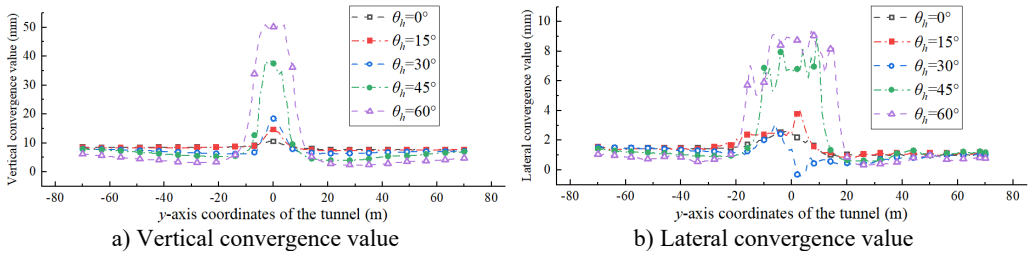 Vertical convergence value (mm)
50
40
30
20
10
0
-80 -60 -40 -20 0 20 40 60 80
y-axis coordinates of the tunnel (m)
θh=0°
θh=15°
θh=30°
θh=45°
θh=60°
a) Vertical convergence value
Lateral convergence value (mm)
10
8
6
4
2
0
-80 -60 -40 -20 0 20 40 60 80
y-axis coordinates of the tunnel (m)
θh=0°
θh=15°
θh=30°
θh=45°
θh=60°
b) Lateral convergence value